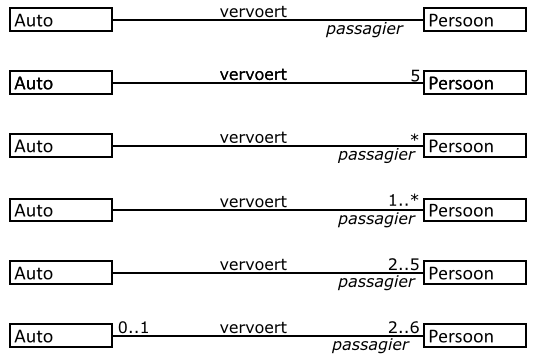 Auto vervoert passagier Persoon
Auto vervoert 5 Persoon
Auto vervoert * passagier Persoon
Auto vervoert 1..* passagier Persoon
Auto vervoert 2..5 passagier Persoon
Auto 0..1 vervoert 2..6 passagier Persoon